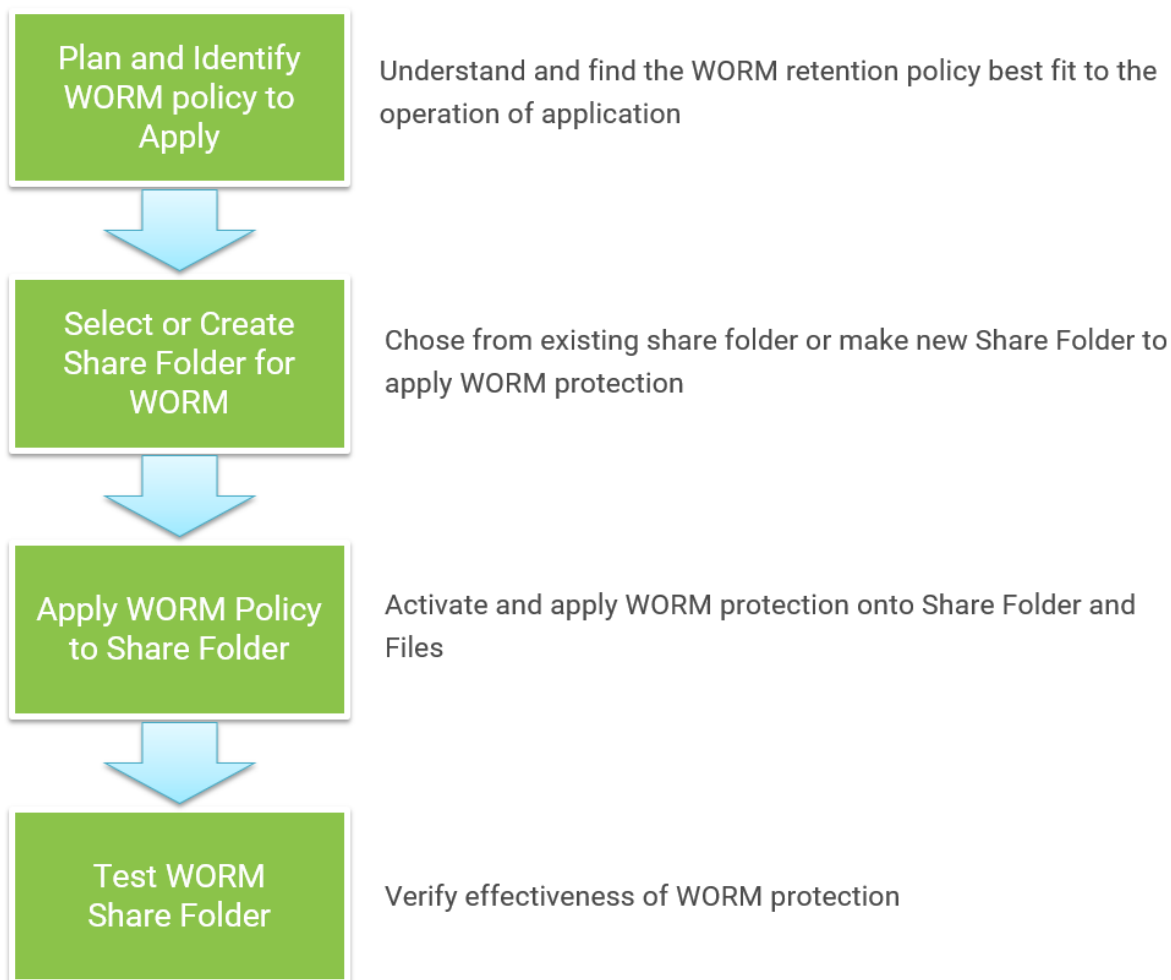 Plan and Identify
WORM policy to
Apply
Understand and find the WORM retention policy best fit to the
operation of application
Select or Create
Share Folder for
WORM
Chose from existing share folder or make new Share Folder to
apply WORM protection
Apply WORM Policy
to Share Folder
Activate and apply WORM protection onto Share Folder and
Files
Test WORM
Share Folder
Verify effectiveness of WORM protection